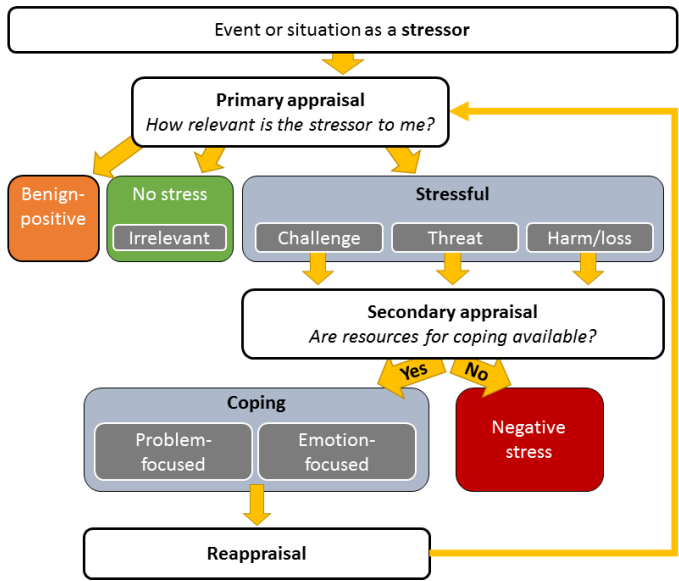 Event or situation as a stressor
Primary appraisal
How relevant is the stressor to me?
Benign-
positive
No stress
Irrelevant
Stressful
Challenge
Threat
Harm/loss
Secondary appraisal
Are resources for coping available?
Yes
No
Coping
Problem-
focused
Emotion-
focused
Negative
stress
Reappraisal